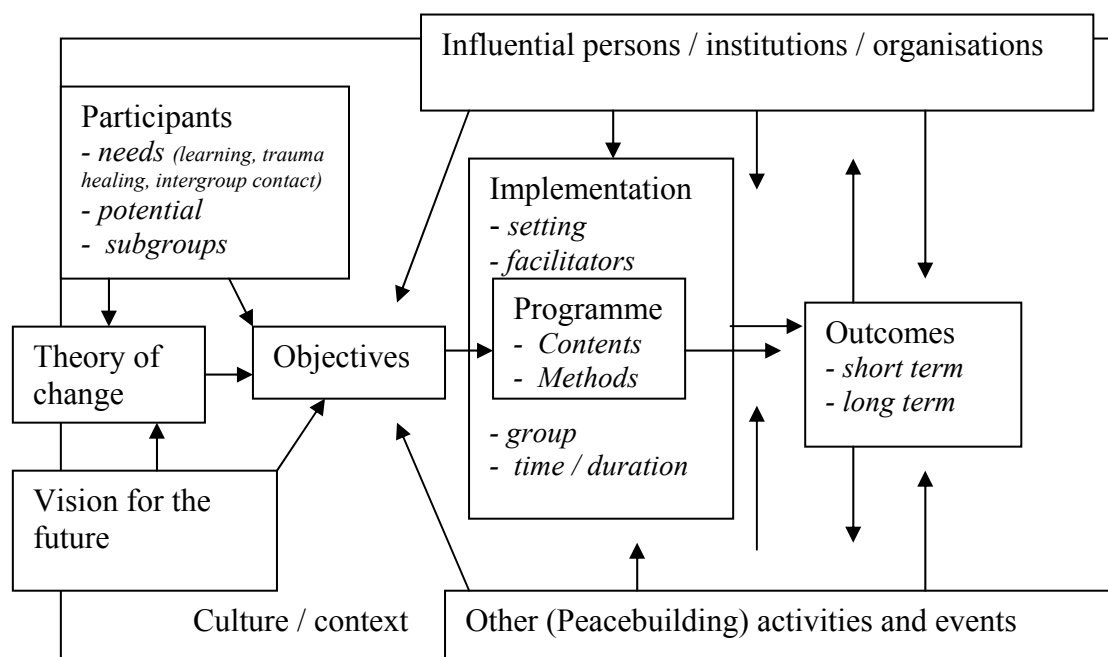 Influential persons / institutions / organisations
Participants
- needs (learning, trauma
healing, intergroup contact)
- potential
- subgroups
Implementation
- setting
- facilitators
Programme
- Contents
- Methods
- group
- time / duration
Theory of
change
Objectives
Outcomes
- short term
- long term
Vision for the
future
Culture / context
Other (Peacebuilding) activities and events